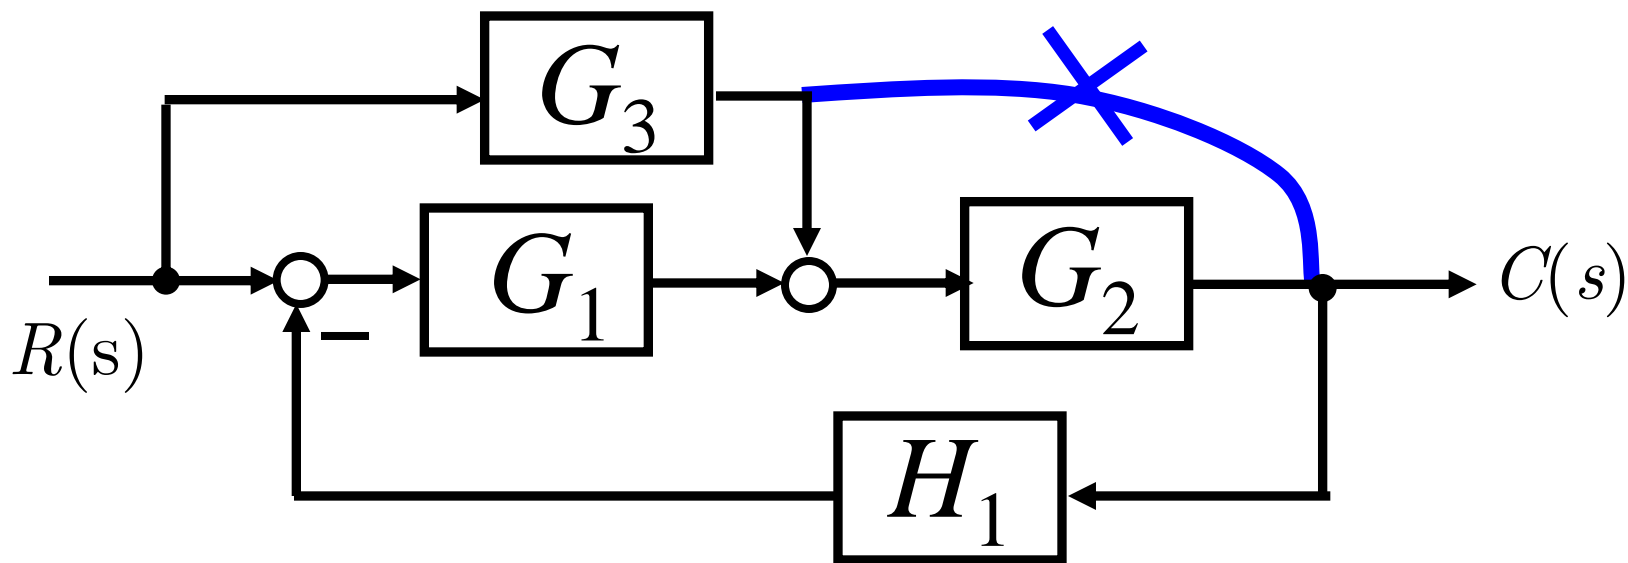 G₃
G₁
G₂
C(s)
R(s)
−
H₁